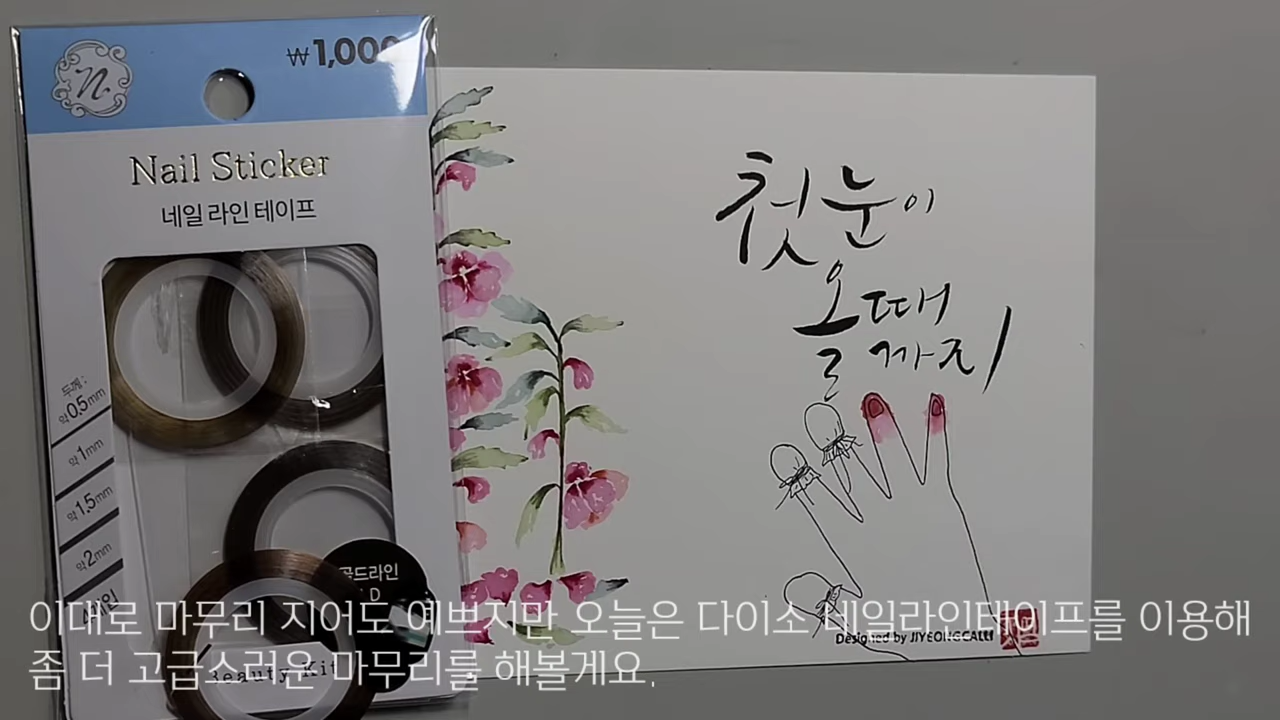 ₩1,000
Nail Sticker
네일 라인 테이프
두께:
약0.5mm
약1mm
약1.5mm
약2mm
골드라인
Beauty Kit
첫눈이
올때
까지
Designed by JIYEONGCALLI
이대로 마무리 지어도 예쁘지만 오늘은 다이소 네일라인테이프를 이용해
좀 더 고급스러운 마무리를 해볼게요.